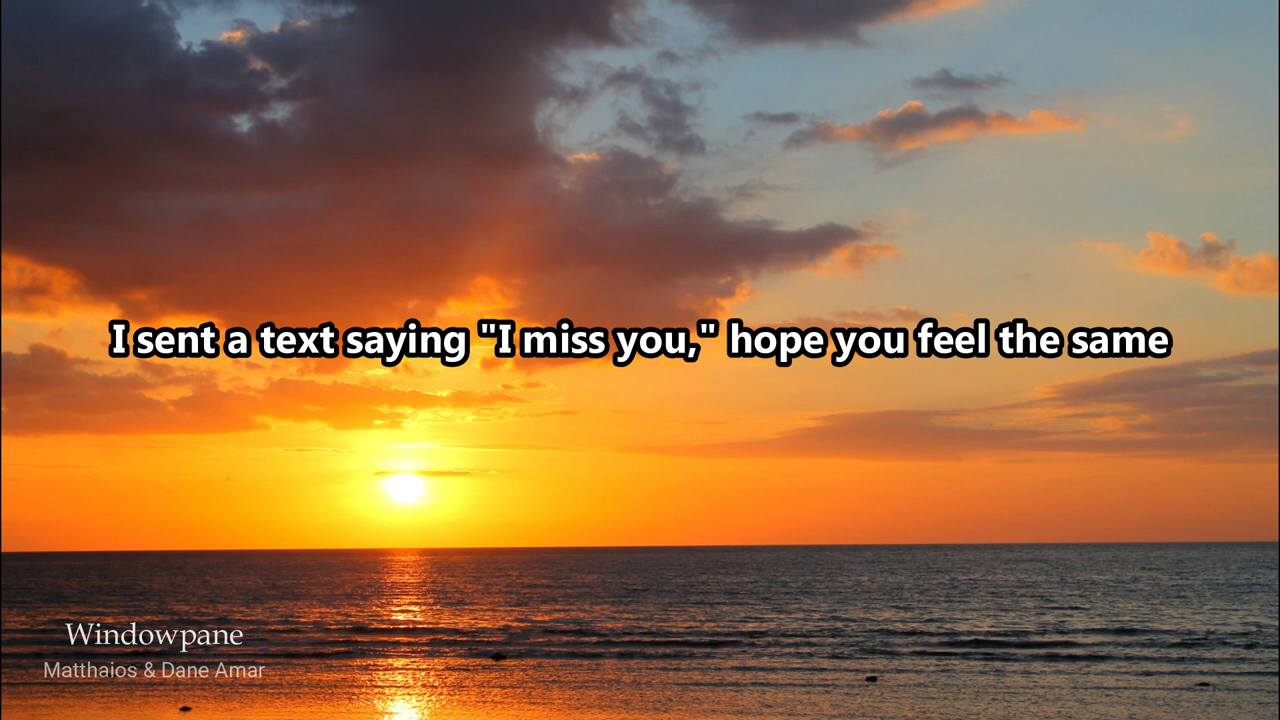 I sent a text saying "I miss you," hope you feel the same
Windowpane
Matthaios & Dane Amar